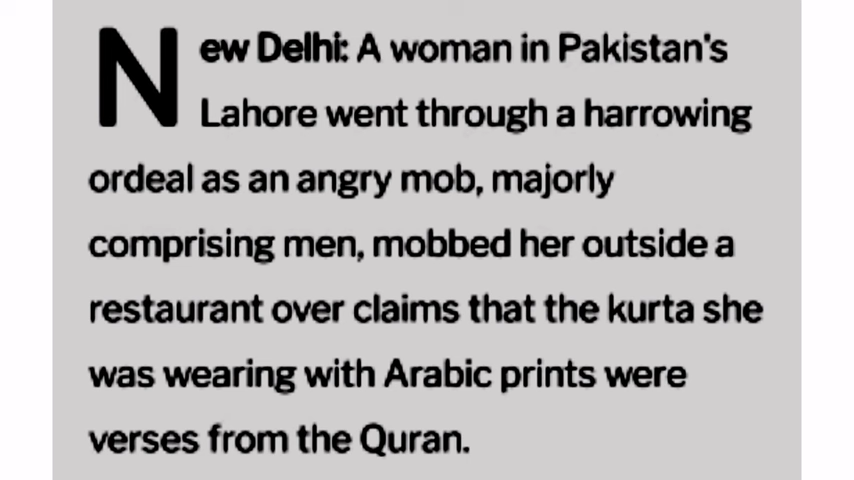 New Delhi: A woman in Pakistan's
Lahore went through a harrowing
ordeal as an angry mob, majorly
comprising men, mobbed her outside a
restaurant over claims that the kurta she
was wearing with Arabic prints were
verses from the Quran.